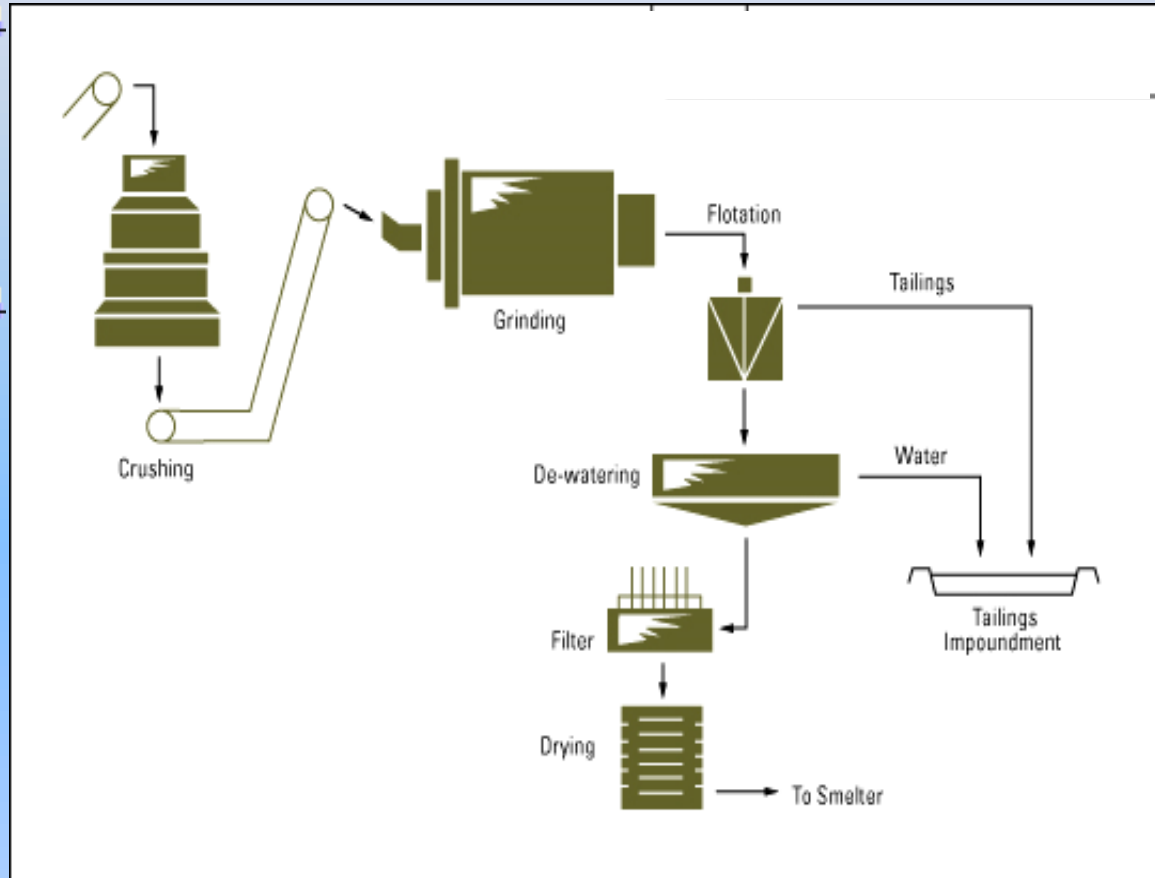 Flotation
Tailings
Grinding
Crushing
De-watering
Water
Filter
Tailings
Impoundment
Drying
To Smelter